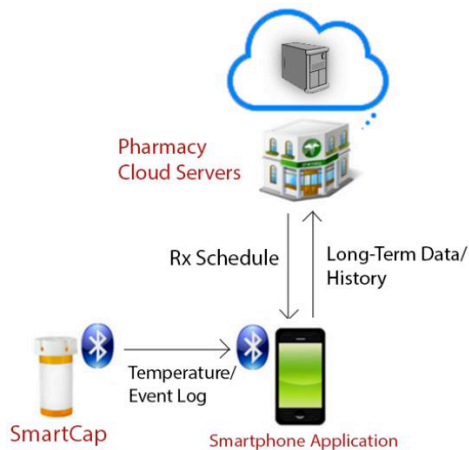 Pharmacy
Cloud Servers
Rx Schedule
Long-Term Data/
History
Temperature/
Event Log
SmartCap
Smartphone Application